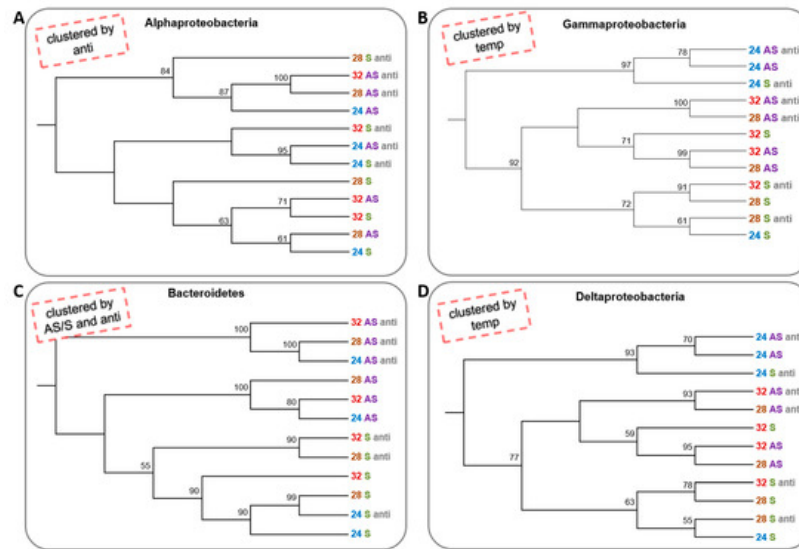 A
clustered by
anti
Alphaproteobacteria
28 S anti
84
32 AS anti
100
28 AS anti
87
24 AS
32 S anti
24 AS anti
95
24 S anti
28 S
32 AS
71
32 S
63
28 AS
61
24 S
B
clustered by
temp
Gammaproteobacteria
24 AS anti
78
24 AS
97
24 S anti
32 AS anti
100
28 AS anti
32 S
71
32 AS
99
28 AS
92
32 S anti
91
28 S
72
28 S anti
61
24 S
C
clustered by
AS/S and anti
Bacteroidetes
32 AS anti
100
28 AS anti
100
24 AS anti
28 AS
100
32 AS
80
24 AS
32 S anti
90
28 S anti
55
32 S
90
28 S
99
24 S anti
90
24 S
D
clustered by
temp
Deltaproteobacteria
24 AS anti
70
24 AS
93
24 S anti
32 AS anti
93
28 AS anti
32 S
59
32 AS
95
28 AS
77
32 S anti
78
28 S
63
28 S anti
55
24 S